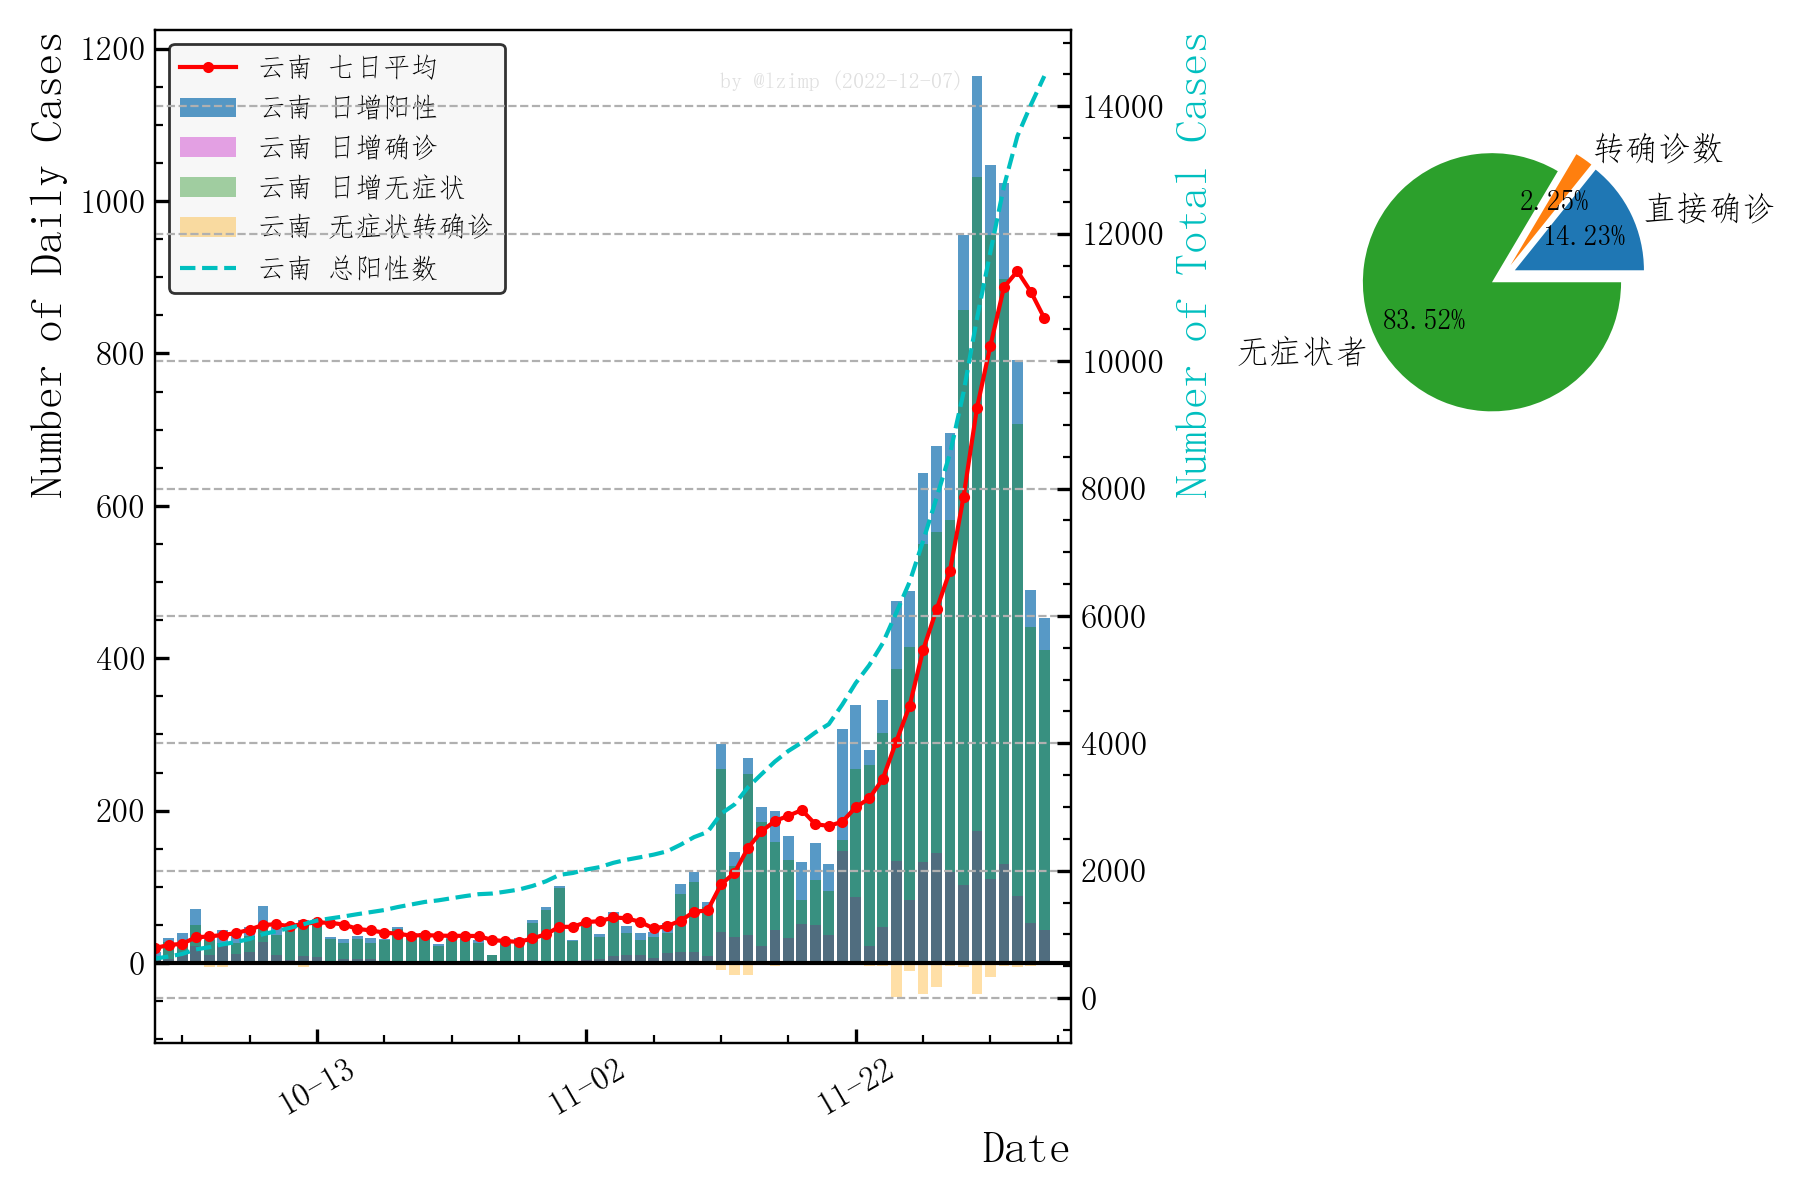 by @lzimp (2022-12-07)
云南 七日平均
云南 日增阳性
云南 日增确诊
云南 日增无症状
云南 无症状转确诊
云南 总阳性数
Number of Daily Cases
1200
1000
800
600
400
200
0
10-13
11-02
11-22
Date
14000
12000
10000
8000
6000
4000
2000
0
Number of Total Cases
转确诊数
2.25%
直接确诊
14.23%
83.52%
无症状者